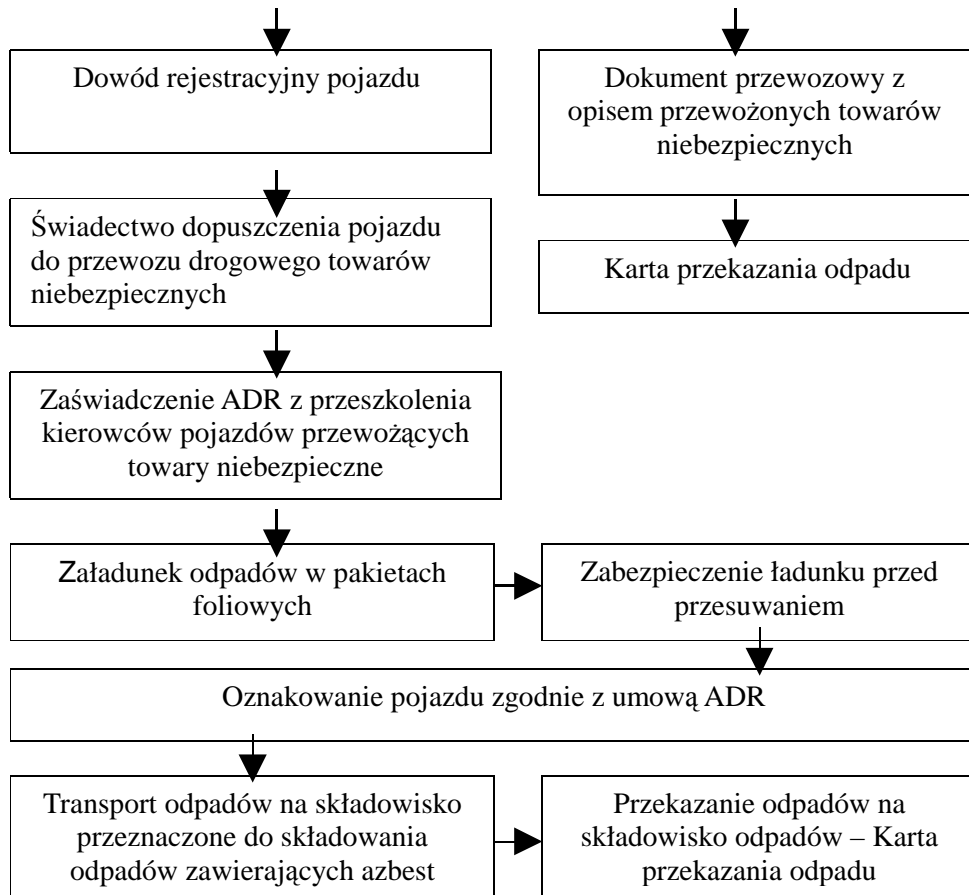 Dowód rejestracyjny pojazdu
Dokument przewozowy z
opisem przewożonych towarów
niebezpiecznych
Świadectwo dopuszczenia pojazdu
do przewozu drogowego towarów
niebezpiecznych
Karta przekazania odpadu
Zaświadczenie ADR z przeszkolenia
kierowców pojazdów przewożących
towary niebezpieczne
Załadunek odpadów w pakietach
foliowych
Zabezpieczenie ładunku przed
przesuwaniem
Oznakowanie pojazdu zgodnie z umową ADR
Transport odpadów na składowisko
przeznaczone do składowania
odpadów zawierających azbest
Przekazanie odpadów na
składowisko odpadów – Karta
przekazania odpadu